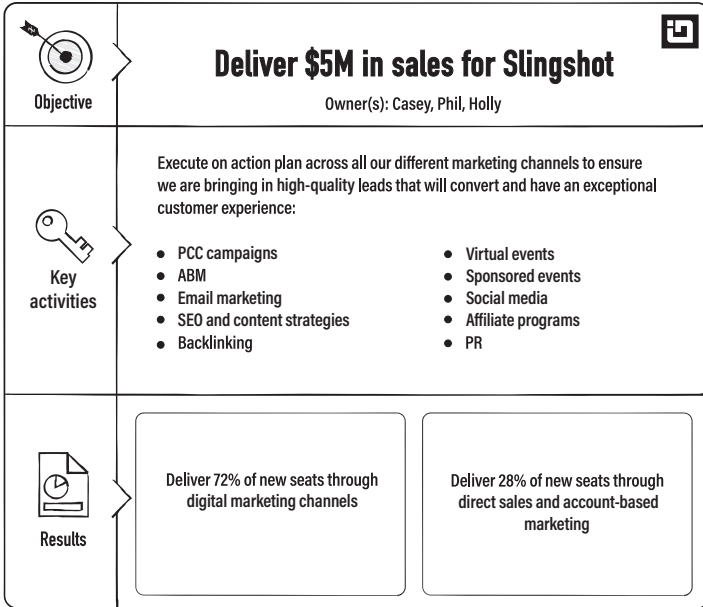 Objective
Deliver $5M in sales for Slingshot
Owner(s): Casey, Phil, Holly
Key
activities
Execute on action plan across all our different marketing channels to ensure
we are bringing in high-quality leads that will convert and have an exceptional
customer experience:
• PCC campaigns
• ABM
• Email marketing
• SEO and content strategies
• Backlinking
• Virtual events
• Sponsored events
• Social media
• Affiliate programs
• PR
Results
Deliver 72% of new seats through
digital marketing channels
Deliver 28% of new seats through
direct sales and account-based
marketing